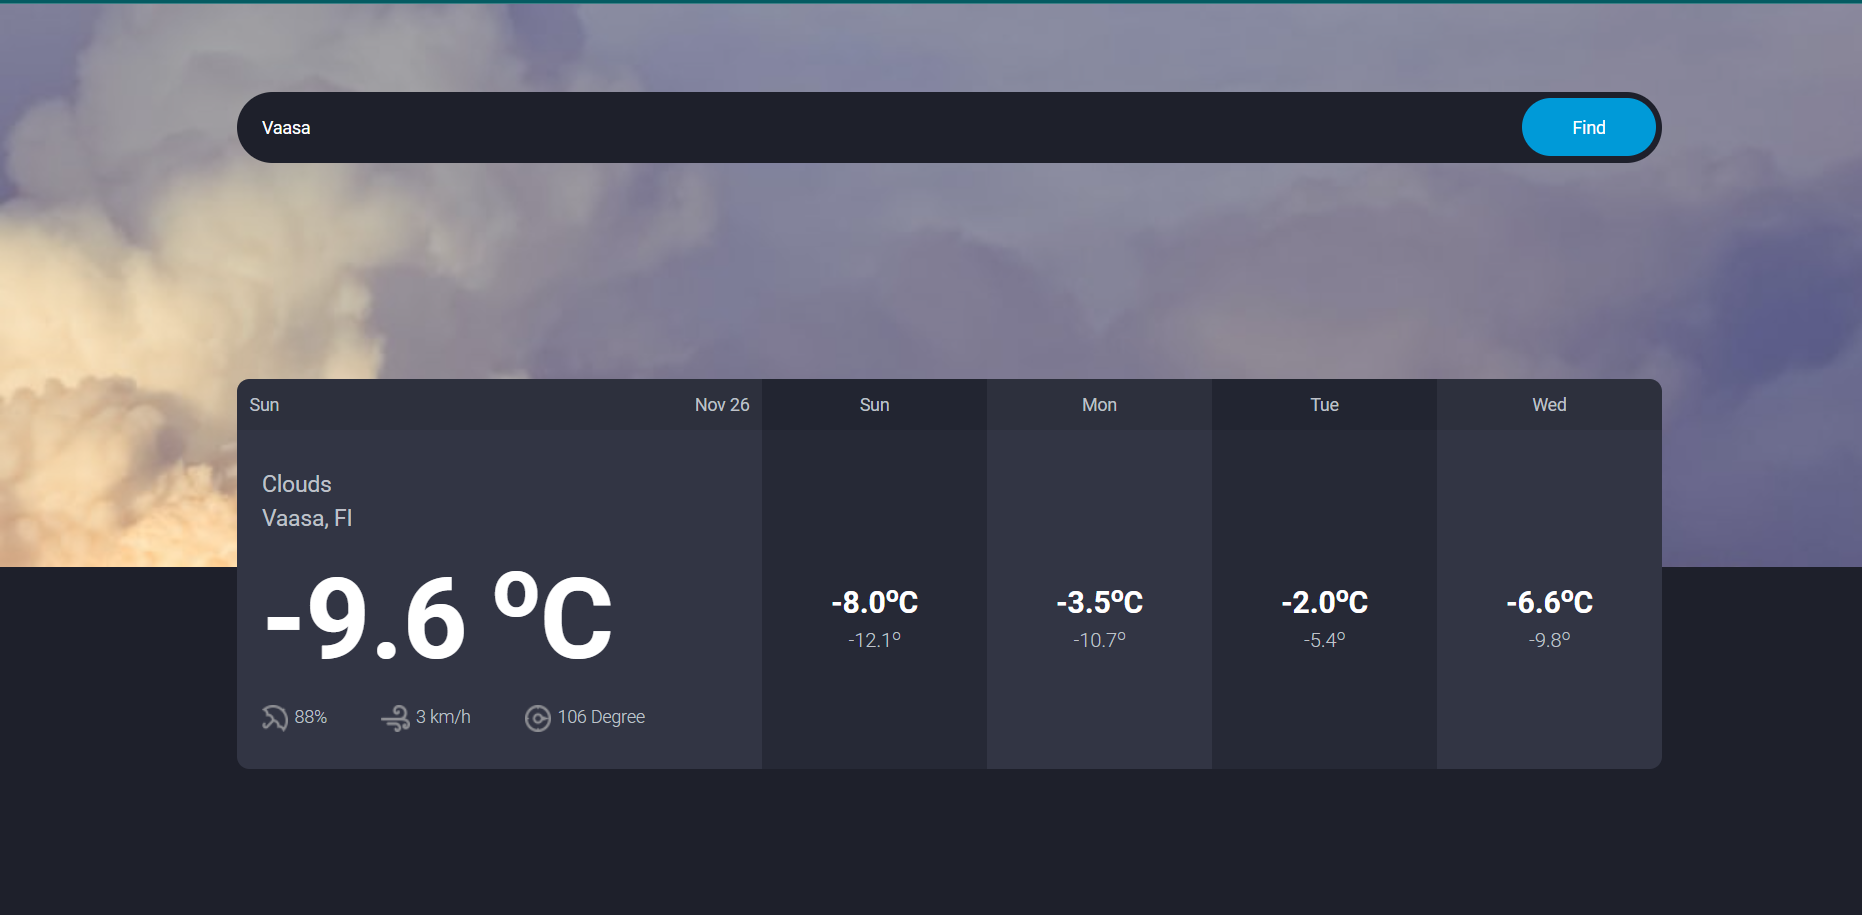 Vaasa
Find
Sun Nov 26
Clouds
Vaasa, FI
-9.6 ºC
88% 3 km/h 106 Degree
Sun
-8.0ºC
-12.1º
Mon
-3.5ºC
-10.7º
Tue
-2.0ºC
-5.4º
Wed
-6.6ºC
-9.8º